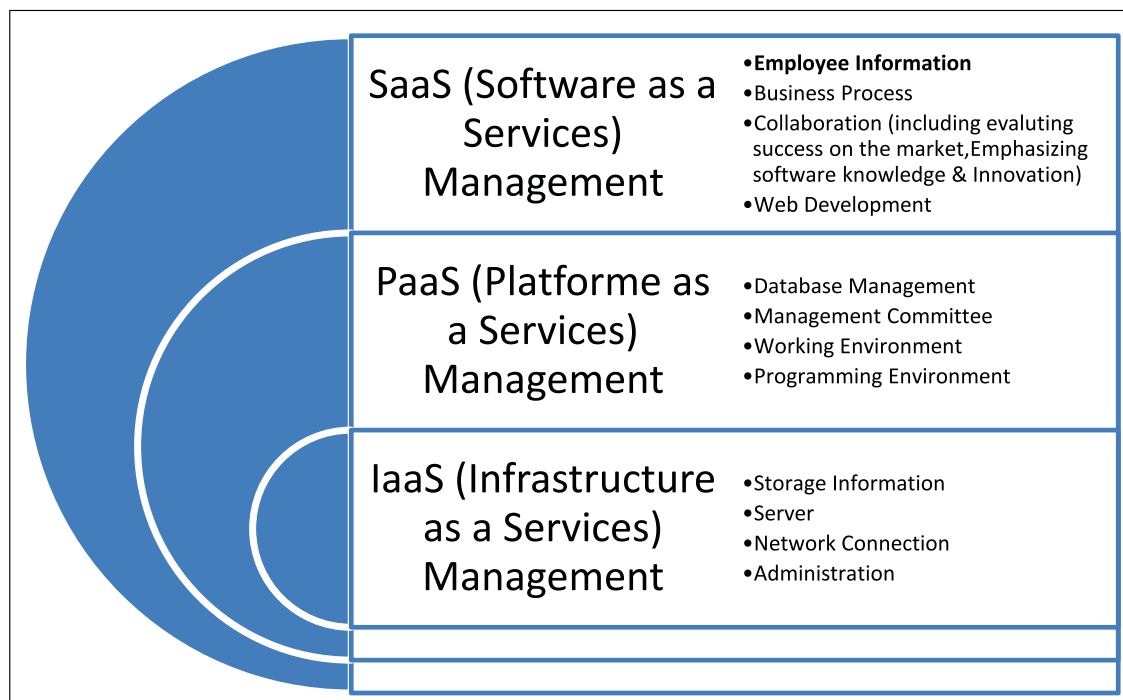 SaaS (Software as a
Services)
Management
•Employee Information
•Business Process
•Collaboration (including evaluting
success on the market,Emphasizing
software knowledge & Innovation)
•Web Development
PaaS (Platforme as
a Services)
Management
•Database Management
•Management Committee
•Working Environment
•Programming Environment
IaaS (Infrastructure
as a Services)
Management
•Storage Information
•Server
•Network Connection
•Administration